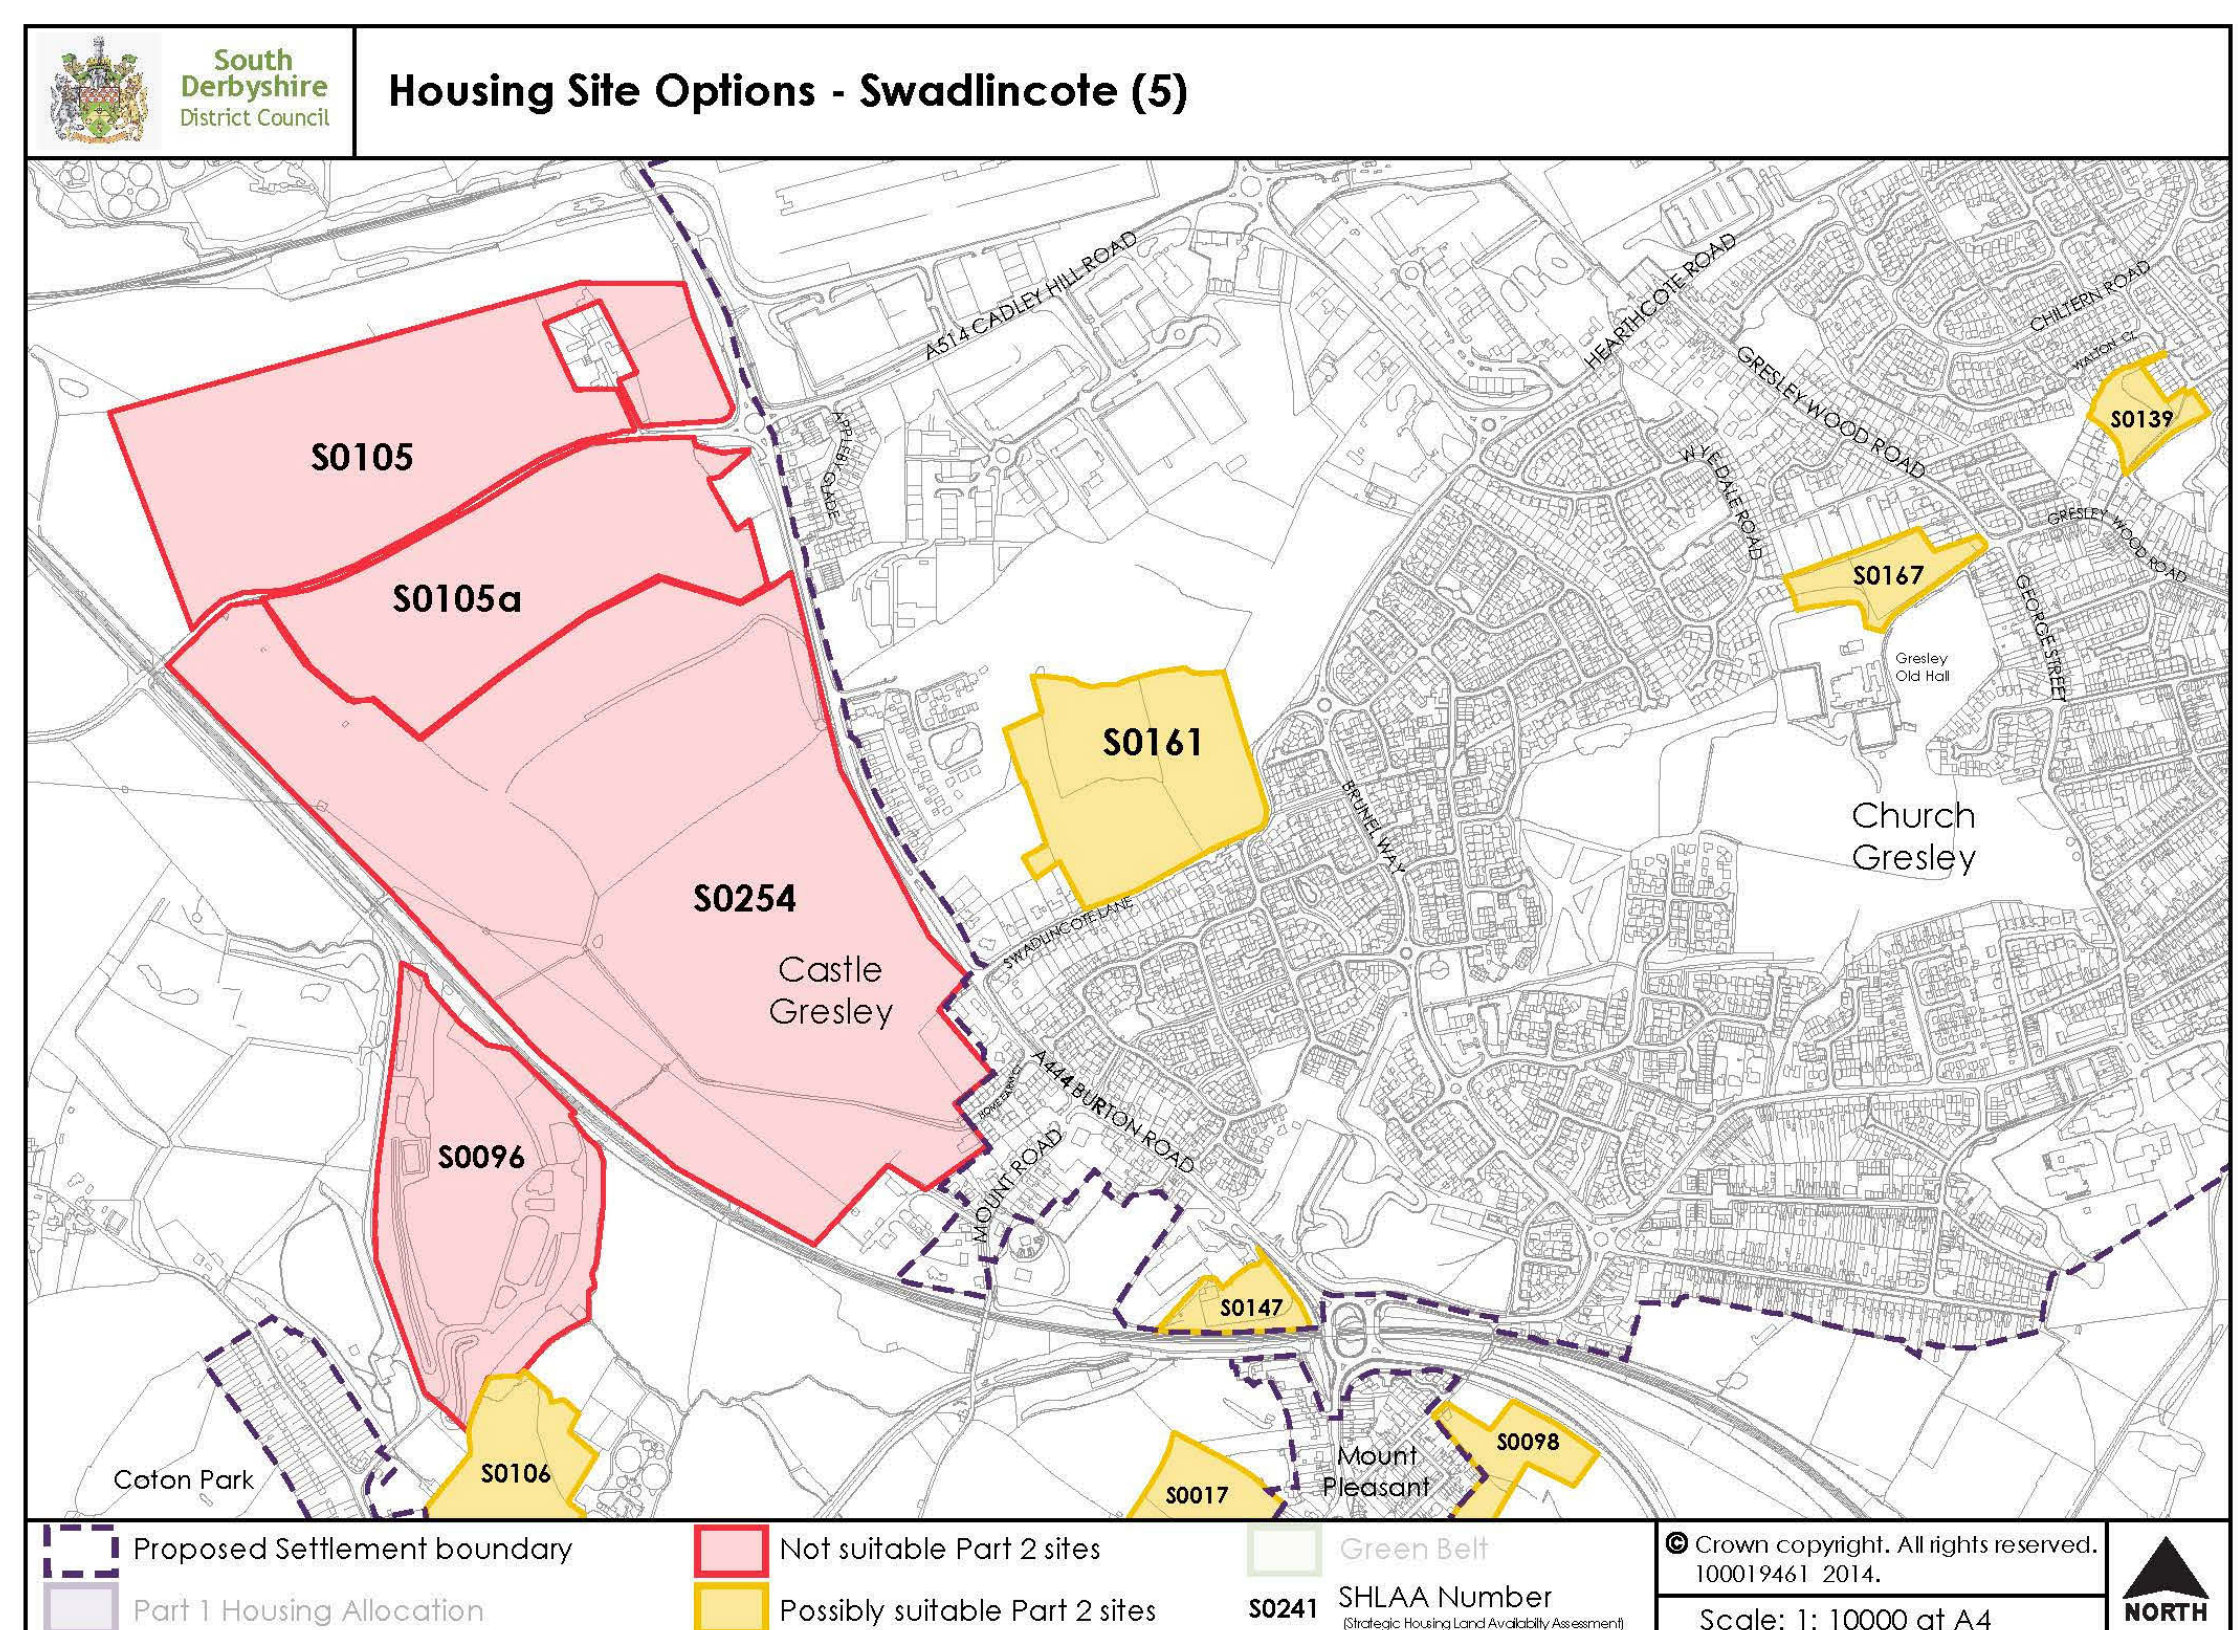 South
Derbyshire
District Council
Housing Site Options - Swadlincote (5)
A514 CADLEY HILL ROAD
HEARTHCOTE ROAD
CHILTERN ROAD
WALTON CL
GRESLEY WOOD ROAD
S0139
APPLEBY GLADE
S0105
WYE DALE ROAD
GRESLEY WOOD ROAD
S0105a
S0167
GEORGE STREET
Gresley
Old Hall
S0161
BRUNEL WAY
Church
Gresley
S0254
SWADLINCOTE LANE
Castle
Gresley
A444 BURTON ROAD
MOUNT ROAD
S0096
S0147
S0098
Mount
Pleasant
S0106
S0017
Coton Park
Proposed Settlement boundary
Part 1 Housing Allocation
Not suitable Part 2 sites
Possibly suitable Part 2 sites
Green Belt
S0241 SHLAA Number
(Strategic Housing Land Availability Assessment)
© Crown copyright. All rights reserved.
100019461 2014.
Scale: 1: 10000 at A4
NORTH